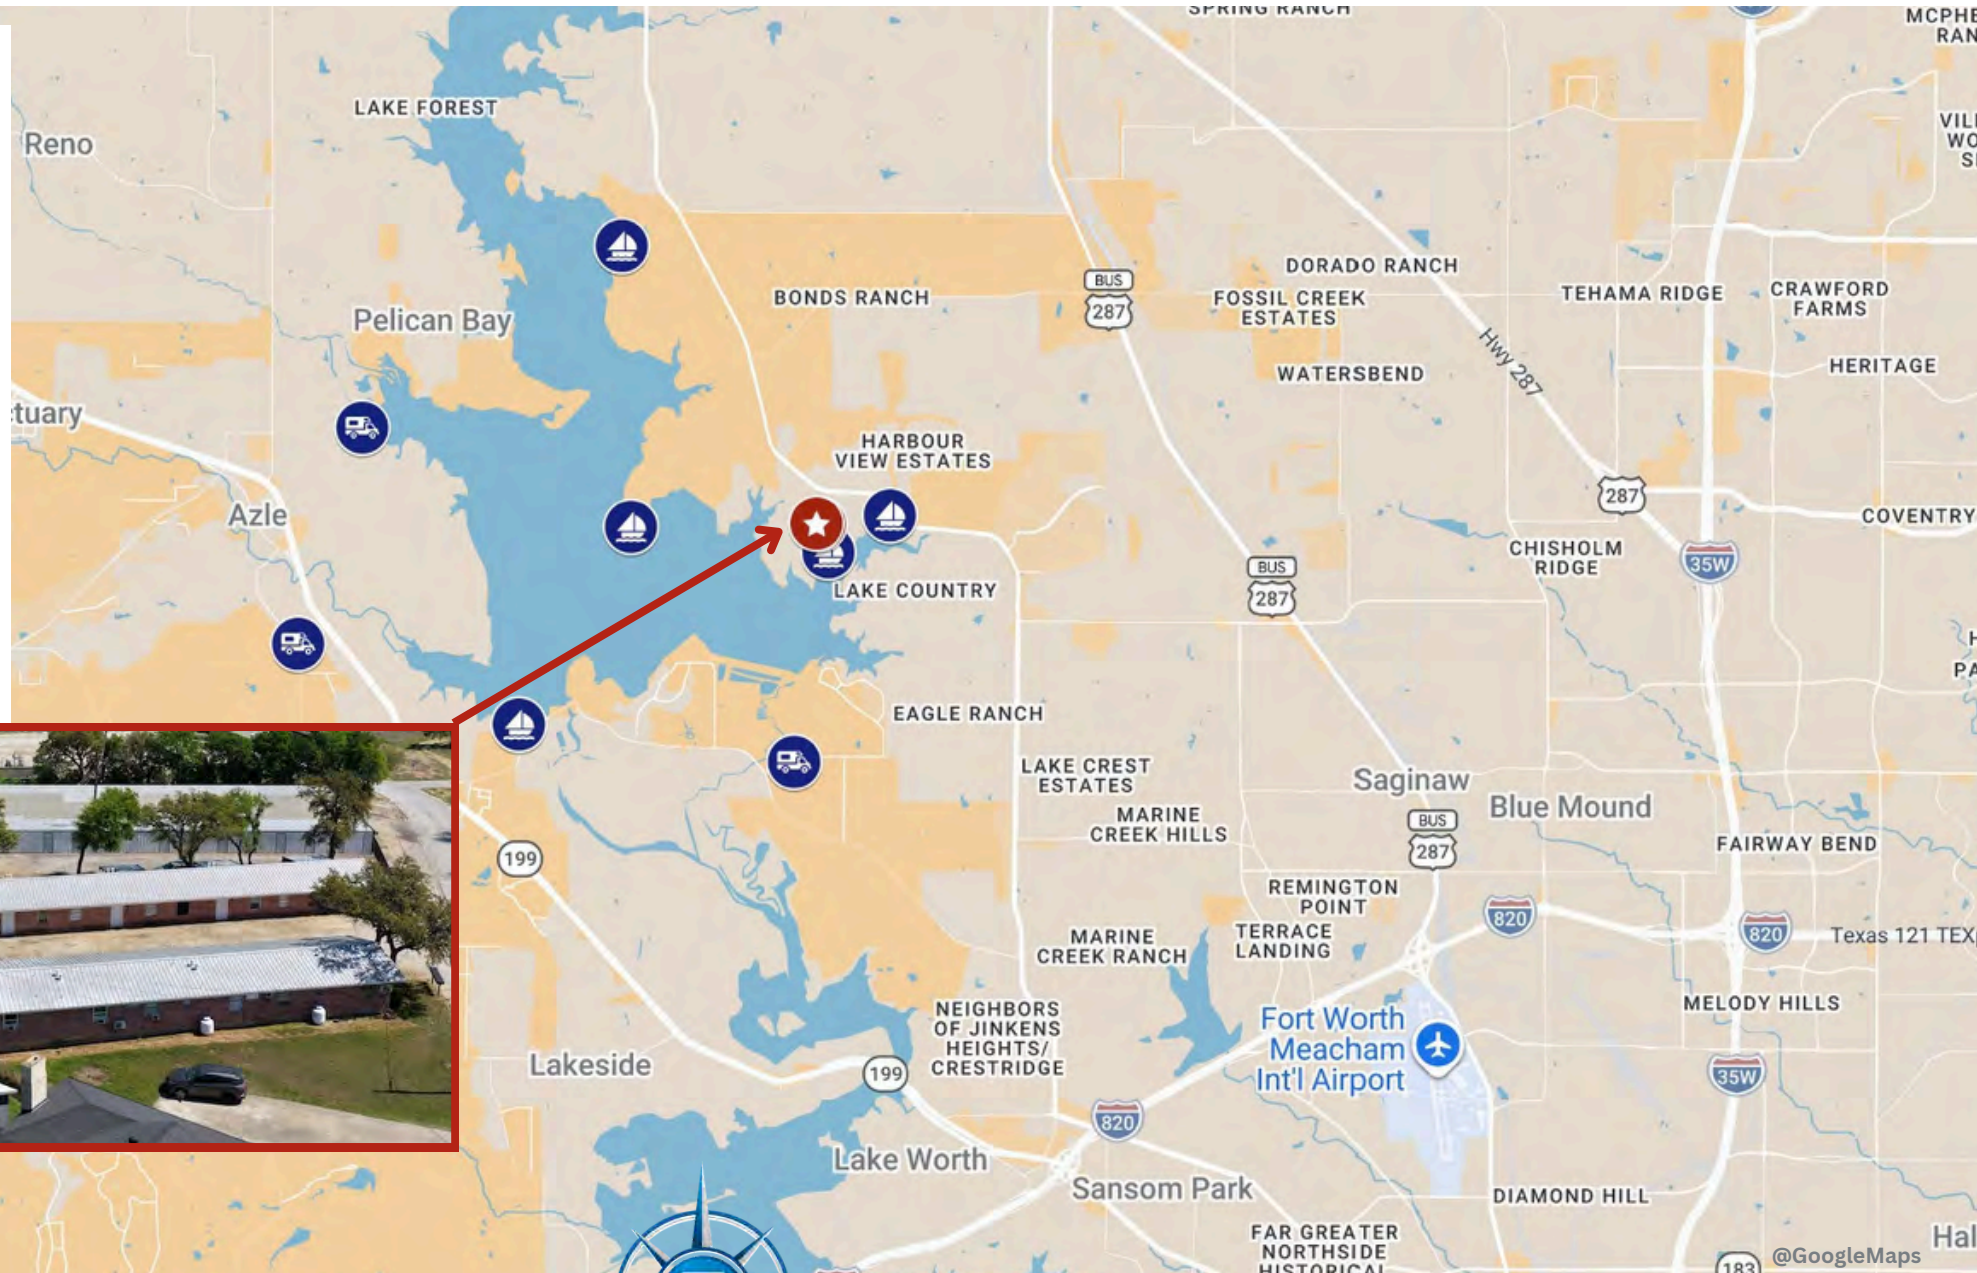 SPRING RANCH
MCPHE
RAN
LAKE FOREST
Reno
VILL
WO
S
DORADO RANCH
BUS
287
BONDS RANCH
FOSSIL CREEK
ESTATES
TEHAMA RIDGE
CRAWFORD
FARMS
Pelican Bay
Hwy 287
WATERSBEND
HERITAGE
ctuary
HARBOUR
VIEW ESTATES
287
Azle
COVENTRY
CHISHOLM
RIDGE
35W
BUS
287
LAKE COUNTRY
H
PA
EAGLE RANCH
LAKE CREST
ESTATES
Saginaw
Blue Mound
MARINE
CREEK HILLS
BUS
287
199
FAIRWAY BEND
REMINGTON
POINT
820
820
Texas 121 TEX
TERRACE
LANDING
MARINE
CREEK RANCH
MELODY HILLS
NEIGHBORS
OF JINKENS
HEIGHTS/
CRESTRIDGE
Fort Worth
Meacham
Int'l Airport
Lakeside
199
35W
820
Lake Worth
Sansom Park
DIAMOND HILL
FAR GREATER
NORTHSIDE
HISTORICAL
Hal
183
@GoogleMaps